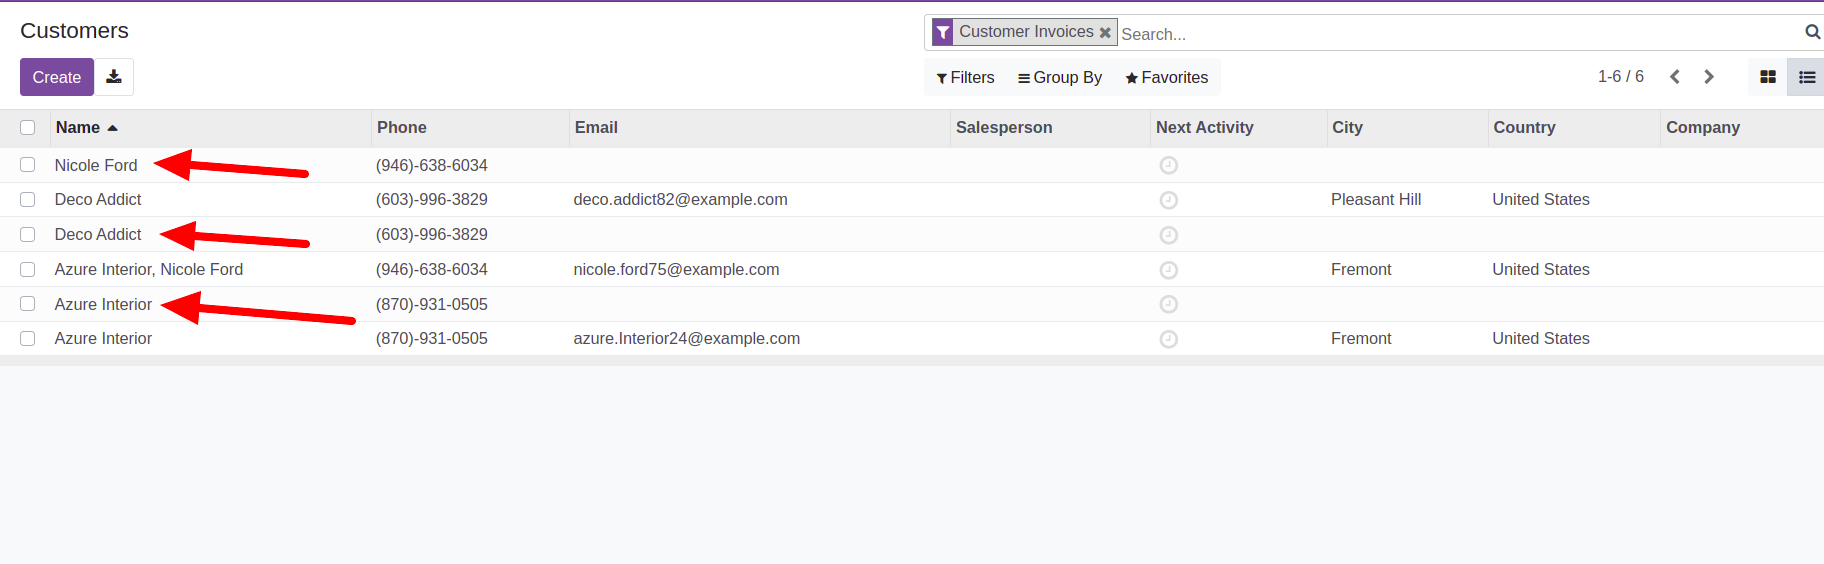 Customers
Customer Invoices Search...
Create
Filters Group By Favorites
1-6 / 6
Name Phone Email Salesperson Next Activity City Country Company
Nicole Ford (946)-638-6034
Deco Addict (603)-996-3829 deco.addict82@example.com Pleasant Hill United States
Deco Addict (603)-996-3829
Azure Interior, Nicole Ford (946)-638-6034 nicole.ford75@example.com Fremont United States
Azure Interior (870)-931-0505
Azure Interior (870)-931-0505 azure.Interior24@example.com Fremont United States